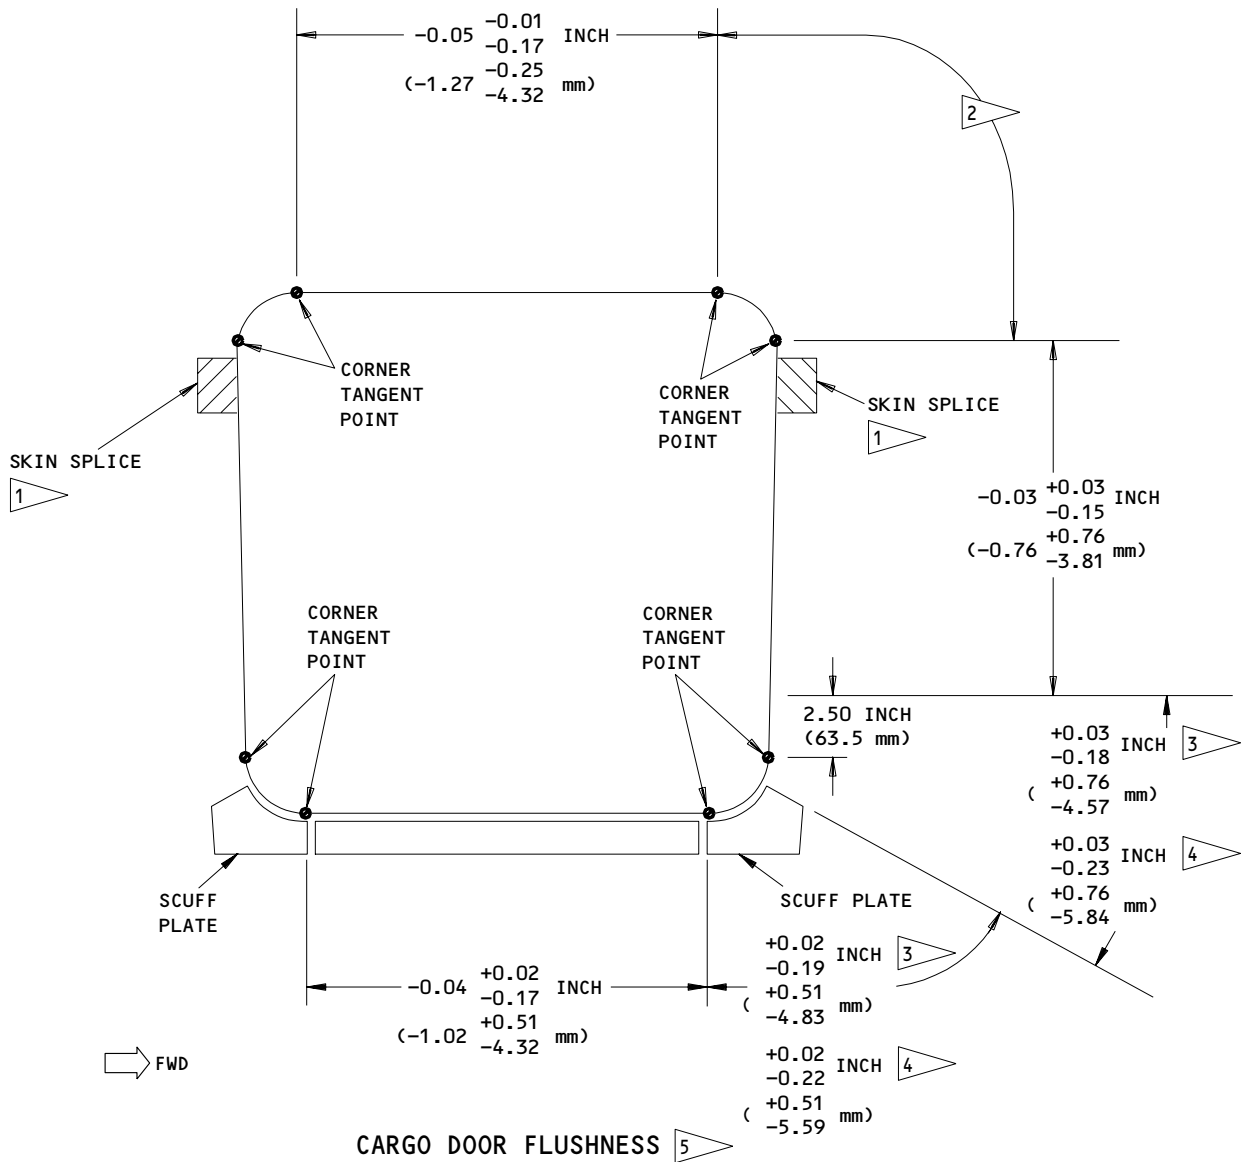 -0.05 -0.01 -0.17 INCH
(-1.27 -0.25 -4.32 mm)
2
CORNER
TANGENT
POINT
CORNER
TANGENT
POINT
SKIN SPLICE
1
SKIN SPLICE
1
-0.03 +0.03 -0.15 INCH
(-0.76 +0.76 -3.81 mm)
CORNER
TANGENT
POINT
CORNER
TANGENT
POINT
2.50 INCH
(63.5 mm)
+0.03 -0.18 INCH 3
( +0.76 -4.57 mm)
+0.03 -0.23 INCH 4
( +0.76 -5.84 mm)
SCUFF
PLATE
SCUFF PLATE
+0.02 -0.19 INCH 3
( +0.51 -4.83 mm)
-0.04 +0.02 -0.17 INCH
(-1.02 +0.51 -4.32 mm)
+0.02 -0.22 INCH 4
( +0.51 -5.59 mm)
FWD
CARGO DOOR FLUSHNESS 5